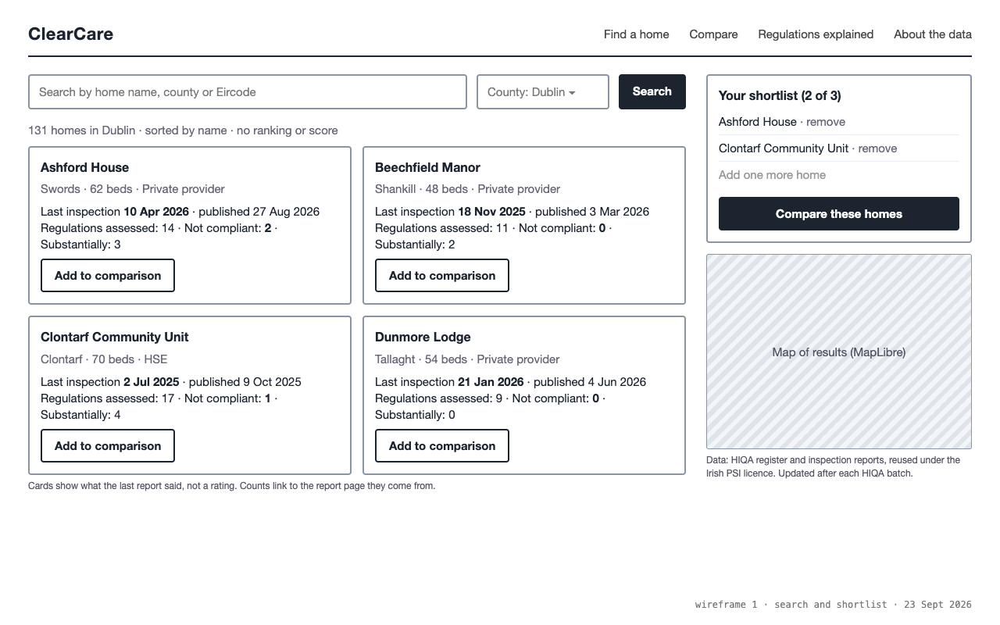 ClearCare
Find a home
Compare
Regulations explained
About the data
Search by home name, county or Eircode
County: Dublin
Search
131 homes in Dublin · sorted by name · no ranking or score
Ashford House
Swords · 62 beds · Private provider
Last inspection 10 Apr 2026 · published 27 Aug 2026
Regulations assessed: 14 · Not compliant: 2 ·
Substantially: 3
Add to comparison
Beechfield Manor
Shankill · 48 beds · Private provider
Last inspection 18 Nov 2025 · published 3 Mar 2026
Regulations assessed: 11 · Not compliant: 0 ·
Substantially: 2
Add to comparison
Clontarf Community Unit
Clontarf · 70 beds · HSE
Last inspection 2 Jul 2025 · published 9 Oct 2025
Regulations assessed: 17 · Not compliant: 1 ·
Substantially: 4
Add to comparison
Dunmore Lodge
Tallaght · 54 beds · Private provider
Last inspection 21 Jan 2026 · published 4 Jun 2026
Regulations assessed: 9 · Not compliant: 0 ·
Substantially: 0
Add to comparison
Cards show what the last report said, not a rating. Counts link to the report page they come from.
Your shortlist (2 of 3)
Ashford House · remove
Clontarf Community Unit · remove
Add one more home
Compare these homes
Map of results (MapLibre)
Data: HIQA register and inspection reports, reused under the
Irish PSI licence. Updated after each HIQA batch.
wireframe 1 · search and shortlist · 23 Sept 2026